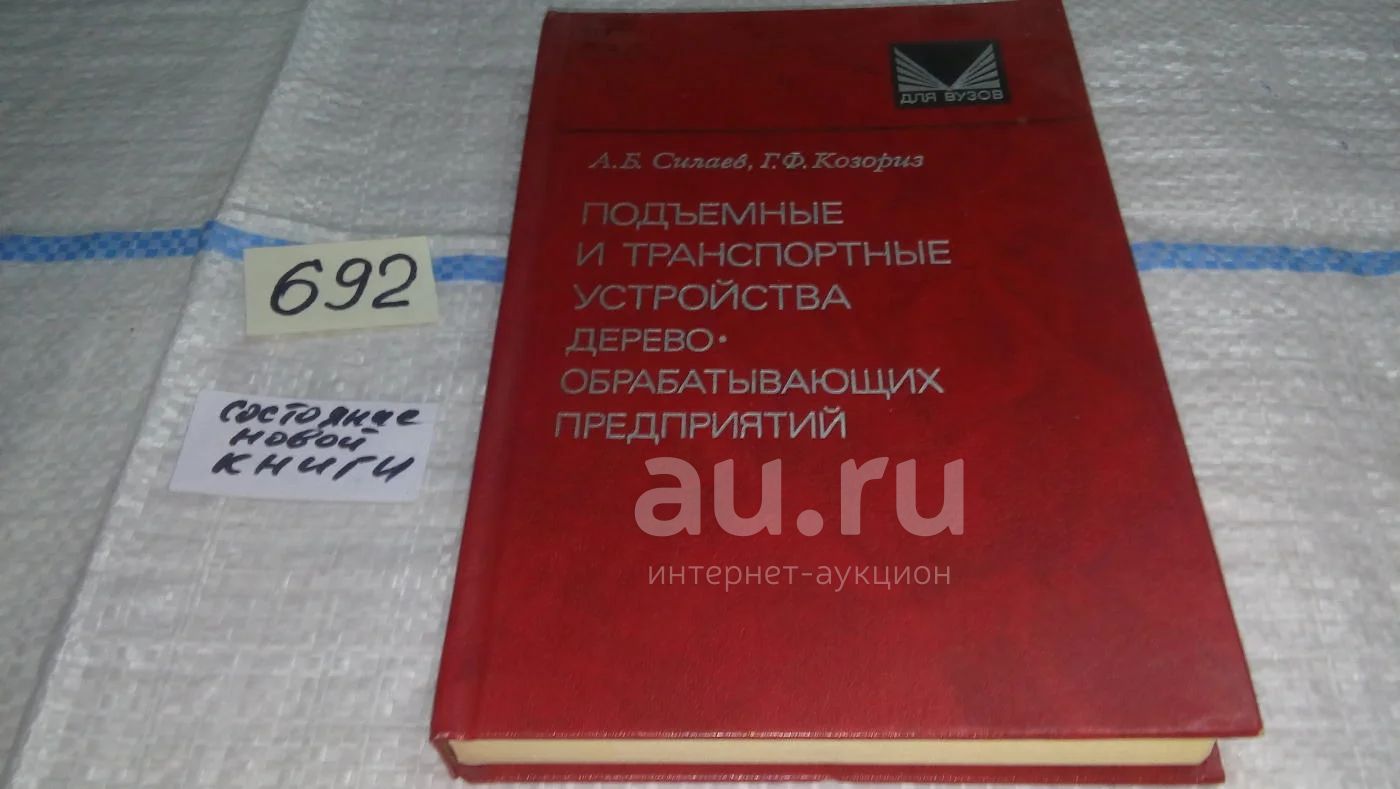 ДЛЯ ВУЗОВ
А.Б. Силаев, Г.Ф. Козориз
ПОДЪЕМНЫЕ
И ТРАНСПОРТНЫЕ
УСТРОЙСТВА
ДЕРЕВО-
ОБРАБАТЫВАЮЩИХ
ПРЕДПРИЯТИЙ
692
состояние
новой
книги
au.ru
интернет-аукцион